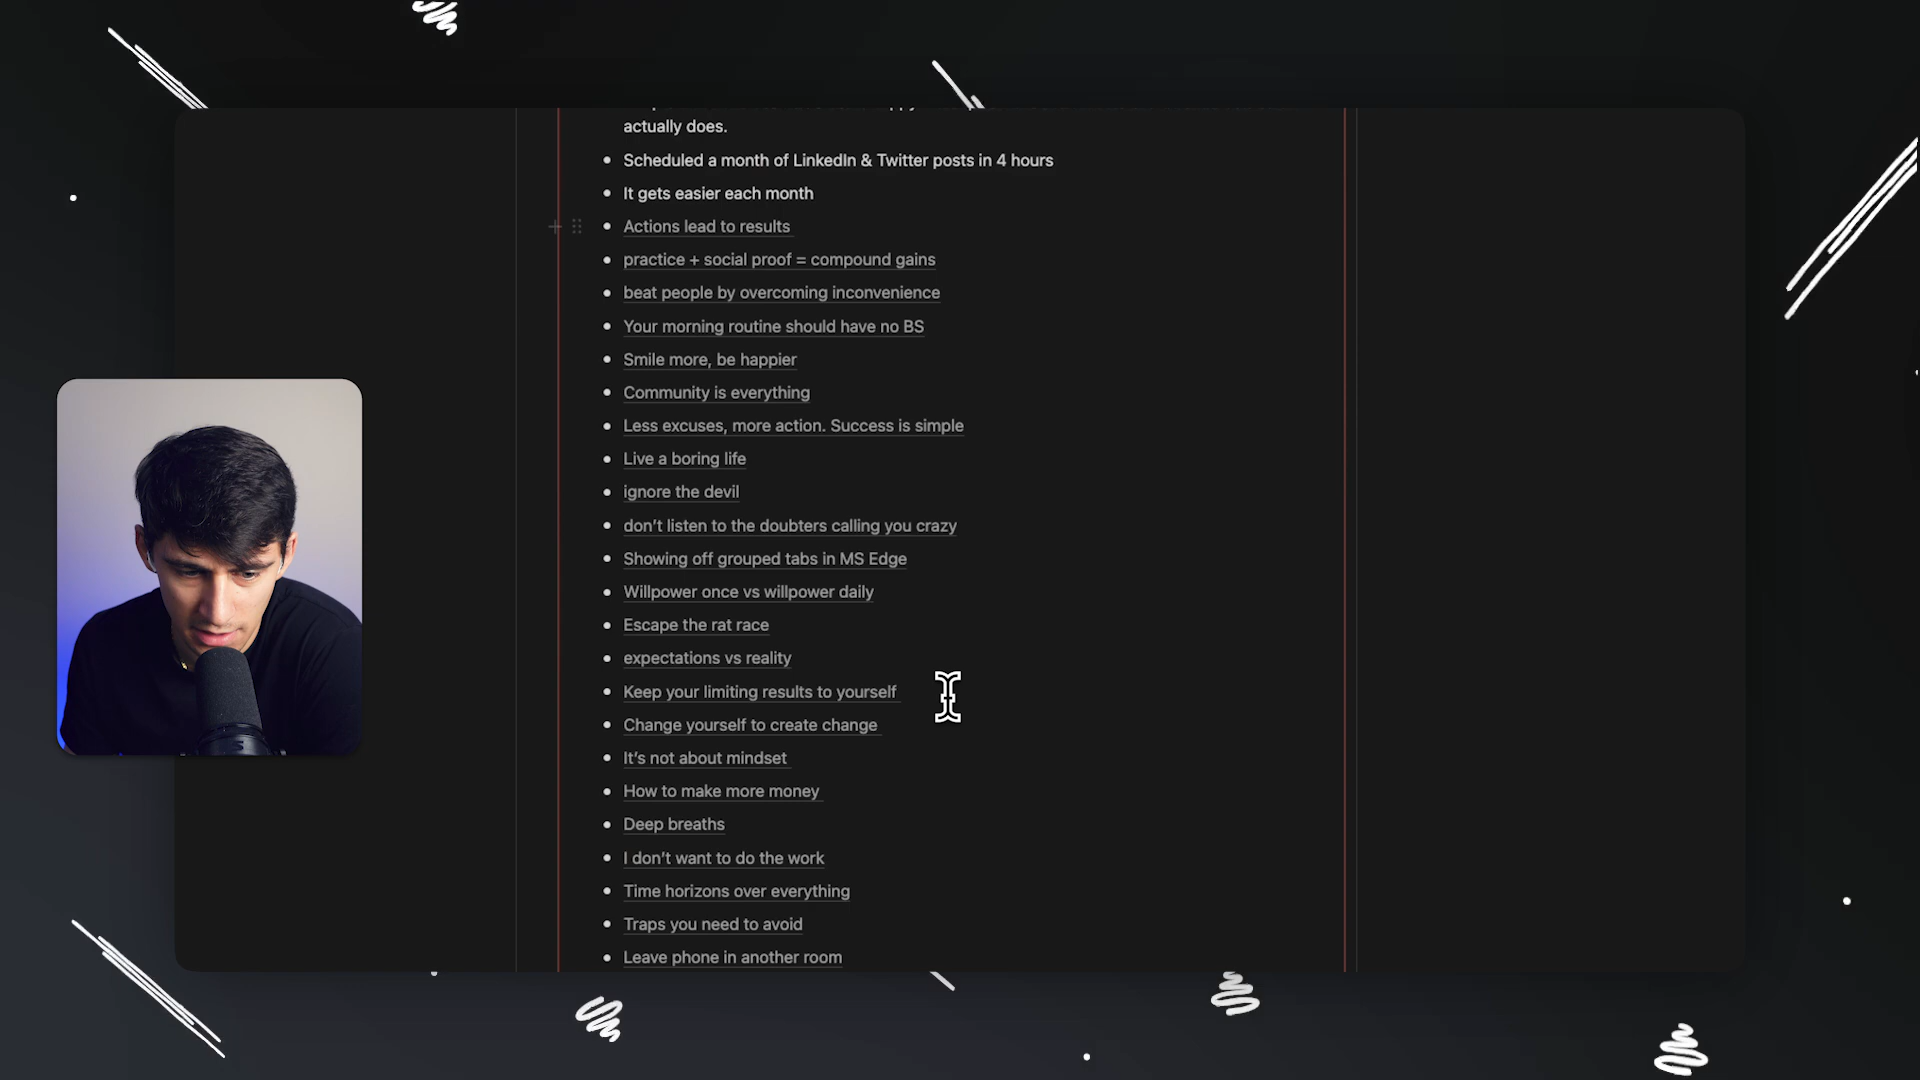 actually does.
Scheduled a month of LinkedIn & Twitter posts in 4 hours
It gets easier each month
Actions lead to results
practice + social proof = compound gains
beat people by overcoming inconvenience
Your morning routine should have no BS
Smile more, be happier
Community is everything
Less excuses, more action. Success is simple
Live a boring life
ignore the devil
don’t listen to the doubters calling you crazy
Showing off grouped tabs in MS Edge
Willpower once vs willpower daily
Escape the rat race
expectations vs reality
Keep your limiting results to yourself
Change yourself to create change
It’s not about mindset
How to make more money
Deep breaths
I don’t want to do the work
Time horizons over everything
Traps you need to avoid
Leave phone in another room